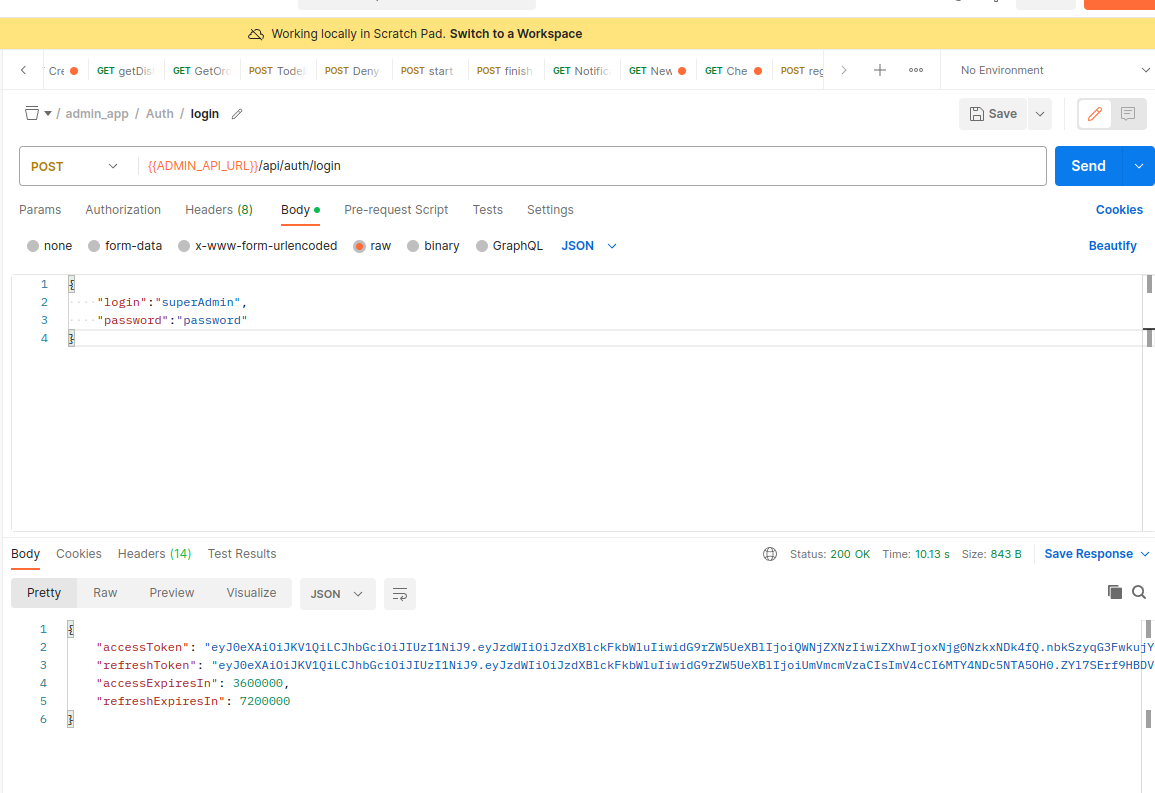 Working locally in Scratch Pad. Switch to a Workspace
Cre GET getDis GET GetOrd POST Todel POST Deny POST start POST finish GET Notific GET New GET Che POST reg No Environment
/ admin_app / Auth / login Save
POST {{ADMIN_API_URL}}/api/auth/login Send
Params Authorization Headers (8) Body Pre-request Script Tests Settings Cookies
none form-data x-www-form-urlencoded raw binary GraphQL JSON Beautify
1 {
2 "login":"superAdmin",
3 "password":"password"
4 }
Body Cookies Headers (14) Test Results Status: 200 OK Time: 10.13 s Size: 843 B Save Response
Pretty Raw Preview Visualize JSON
1 {
2 "accessToken": "eyJ0eXAiOiJKV1QiLCJhbGciOiJIUzI1NiJ9.eyJzdWIiOiJzdXBlckFkbWluIiwidG9rZW5UeXBlIjoiQWNjZXNzIiwiZXhwIjoxNjg0NzkxNDk4fQ.nbkSzyqG3FwkujY
3 "refreshToken": "eyJ0eXAiOiJKV1QiLCJhbGciOiJIUzI1NiJ9.eyJzdWIiOiJzdXBlckFkbWluIiwidG9rZW5UeXBlIjoiUmVmcmVzaCIsImV4cCI6MTY4NDc5NTA5OH0.ZYl7SErf9HBDV
4 "accessExpiresIn": 3600000,
5 "refreshExpiresIn": 7200000
6 }